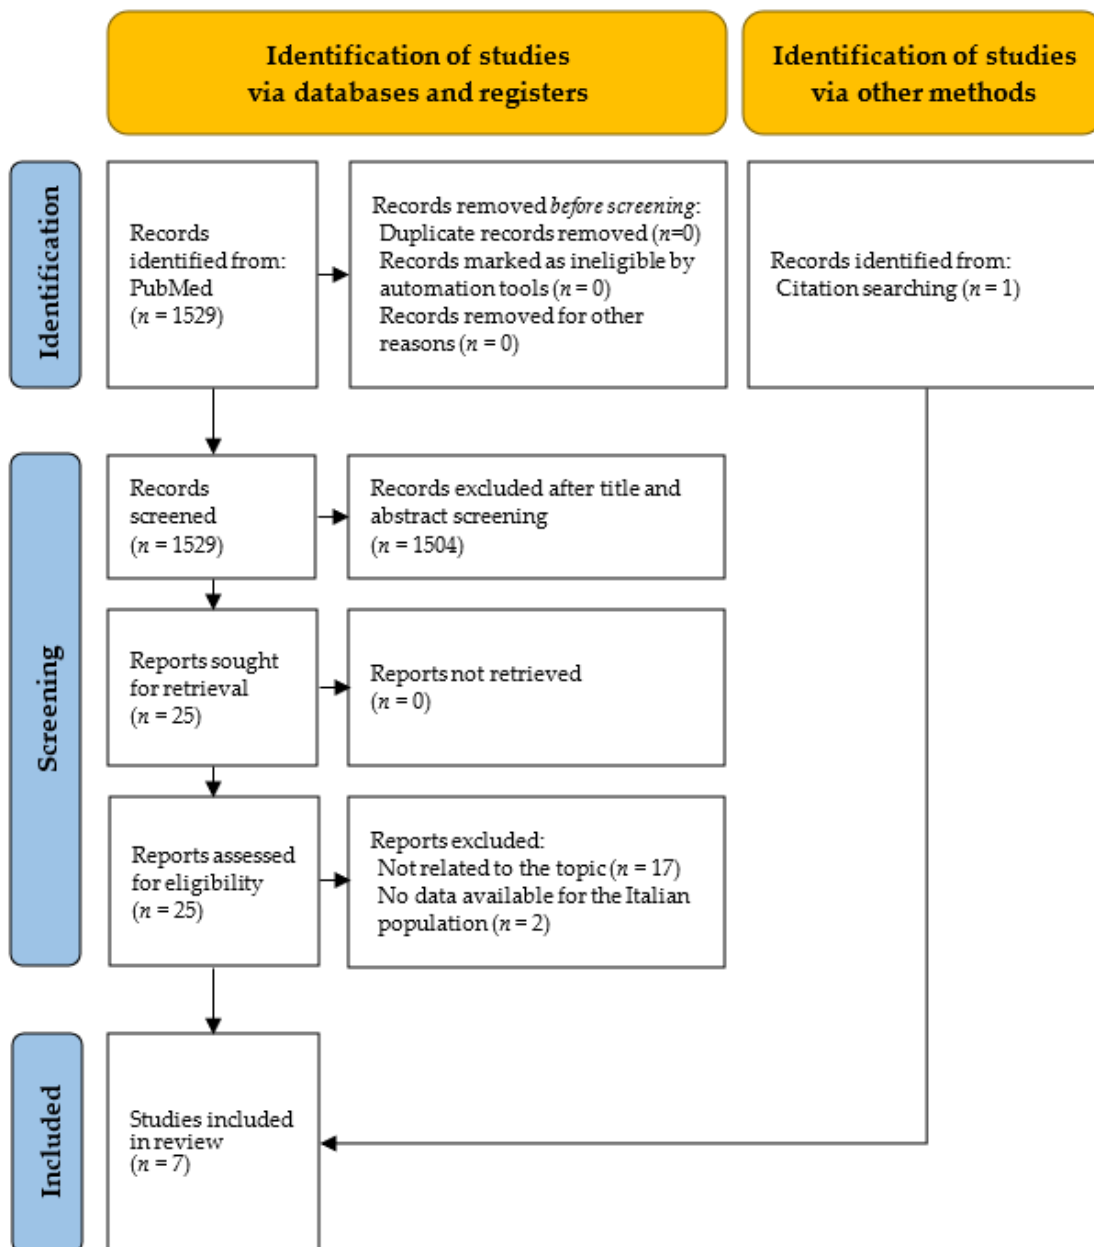 Identification of studies
via databases and registers
Identification of studies
via other methods
Identification
Records
identified from:
PubMed
(n = 1529)
Records removed before screening:
Duplicate records removed (n=0)
Records marked as ineligible by
automation tools (n = 0)
Records removed for other
reasons (n = 0)
Records identified from:
Citation searching (n = 1)
Screening
Records
screened
(n = 1529)
Records excluded after title and
abstract screening
(n = 1504)
Reports sought
for retrieval
(n = 25)
Reports not retrieved
(n = 0)
Reports assessed
for eligibility
(n = 25)
Reports excluded:
Not related to the topic (n = 17)
No data available for the Italian
population (n = 2)
Included
Studies included
in review
(n = 7)